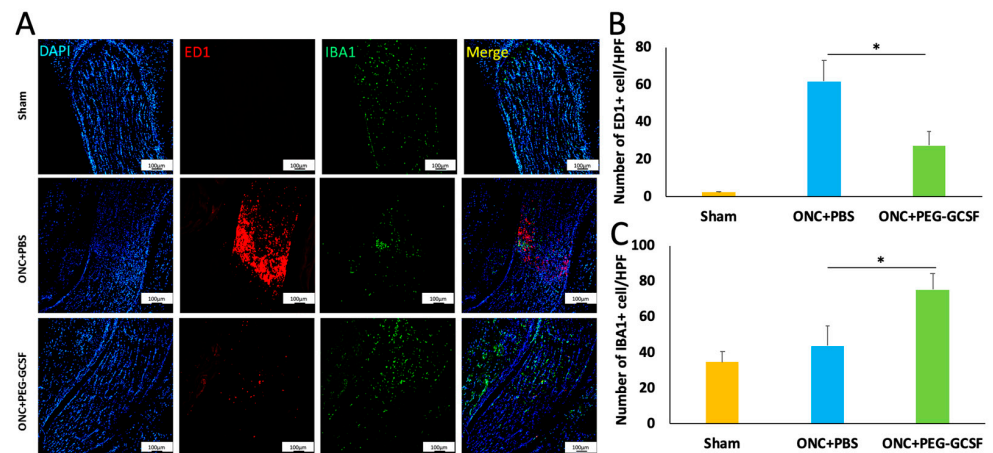 A
DAPI
ED1
IBA1
Merge
Sham
100µm
100µm
100µm
100µm
ONC+PBS
100µm
100µm
100µm
100µm
ONC+PEG-GCSF
100µm
100µm
100µm
100µm
B
Number of ED1+ cell/HPF
80
60
40
20
0
*
Sham
ONC+PBS
ONC+PEG-GCSF
C
Number of IBA1+ cell/HPF
100
80
60
40
20
0
*
Sham
ONC+PBS
ONC+PEG-GCSF